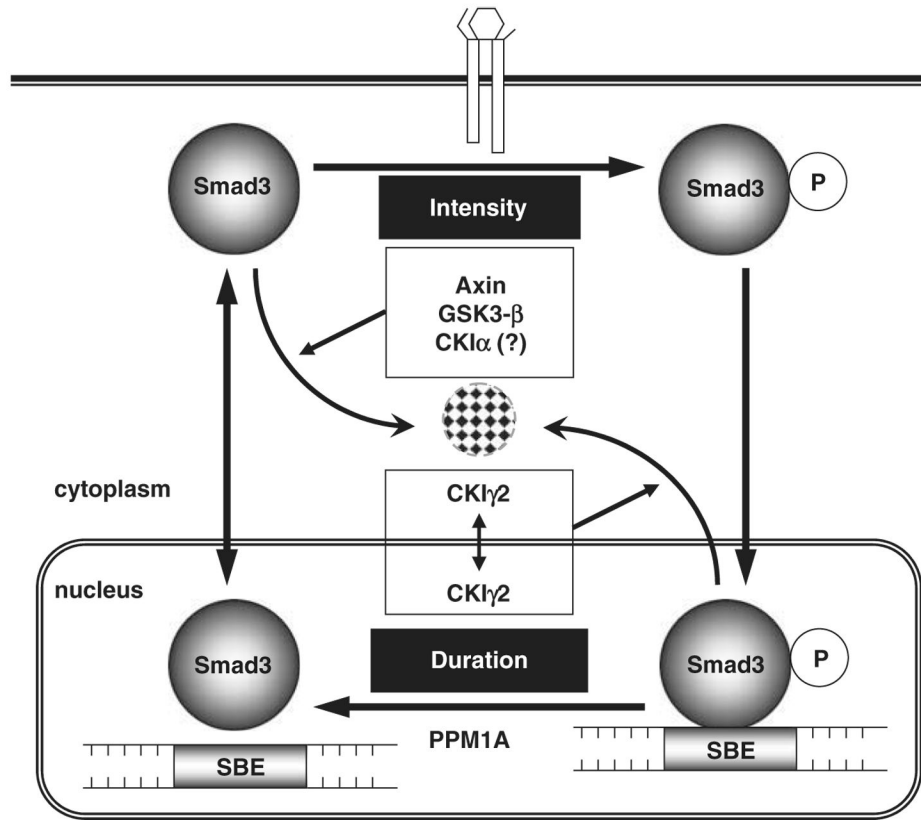 Smad3
Smad3
P
Intensity
Axin
GSK3-β
CKIα (?)
cytoplasm
CKIγ2
nucleus
CKIγ2
Smad3
Duration
Smad3
P
PPM1A
SBE
SBE